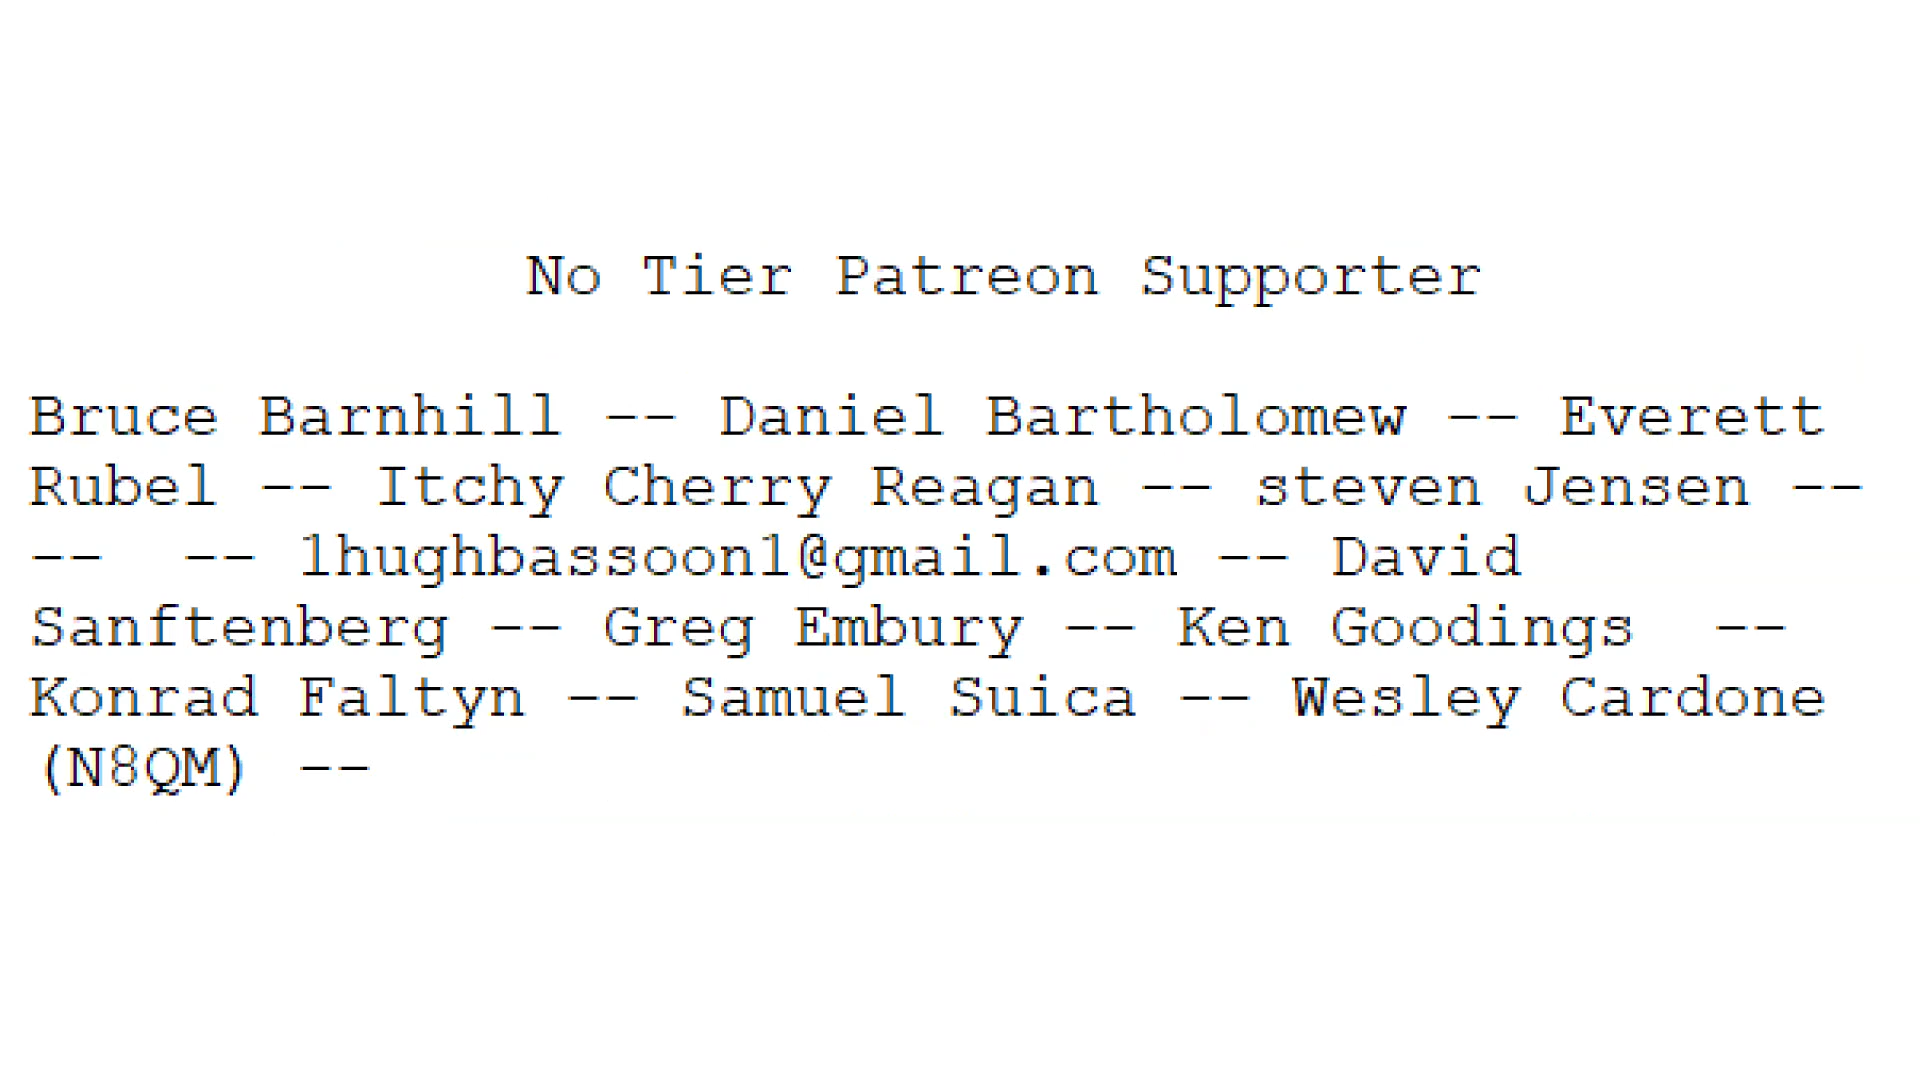 No Tier Patreon Supporter
Bruce Barnhill -- Daniel Bartholomew -- Everett
Rubel -- Itchy Cherry Reagan -- steven Jensen --
--  -- 1hughbassoon1@gmail.com -- David
Sanftenberg -- Greg Embury -- Ken Goodings  --
Konrad Faltyn -- Samuel Suica -- Wesley Cardone
(N8QM) --